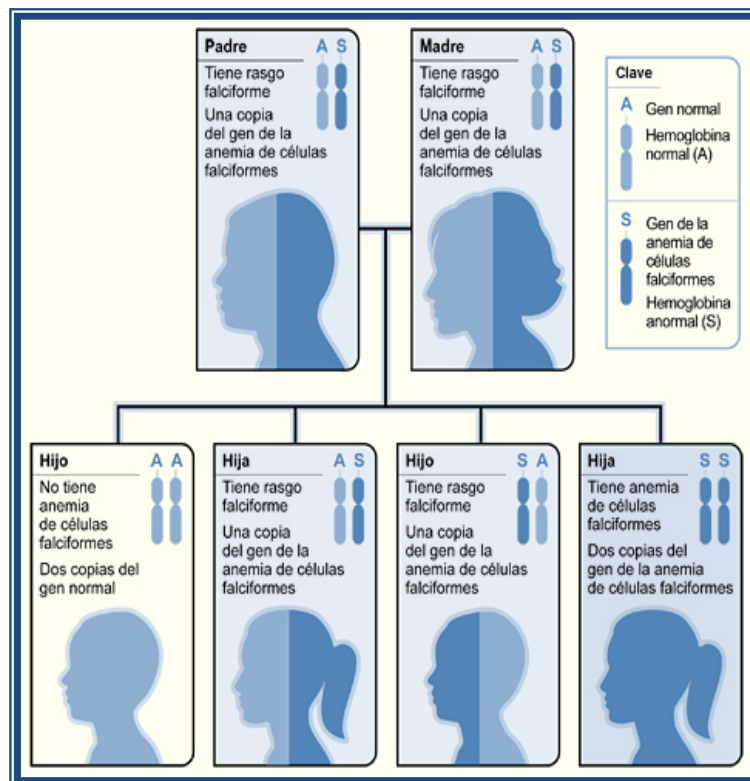 Padre A S
Tiene rasgo
falciforme
Una copia
del gen de la
anemia de células
falciformes
Madre A S
Tiene rasgo
falciforme
Una copia
del gen de la
anemia de células
falciformes
Clave
A Gen normal
Hemoglobina
normal (A)
S Gen de la
anemia de
células
falciformes
Hemoglobina
anormal (S)
Hijo A A
No tiene
anemia
de células
falciformes
Dos copias del
gen normal
Hija A S
Tiene rasgo
falciforme
Una copia
del gen de la
anemia de células
falciformes
Hijo S A
Tiene rasgo
falciforme
Una copia
del gen de la
anemia de células
falciformes
Hija S S
Tiene anemia
de células
falciformes
Dos copias del
gen de la anemia
de células falciformes